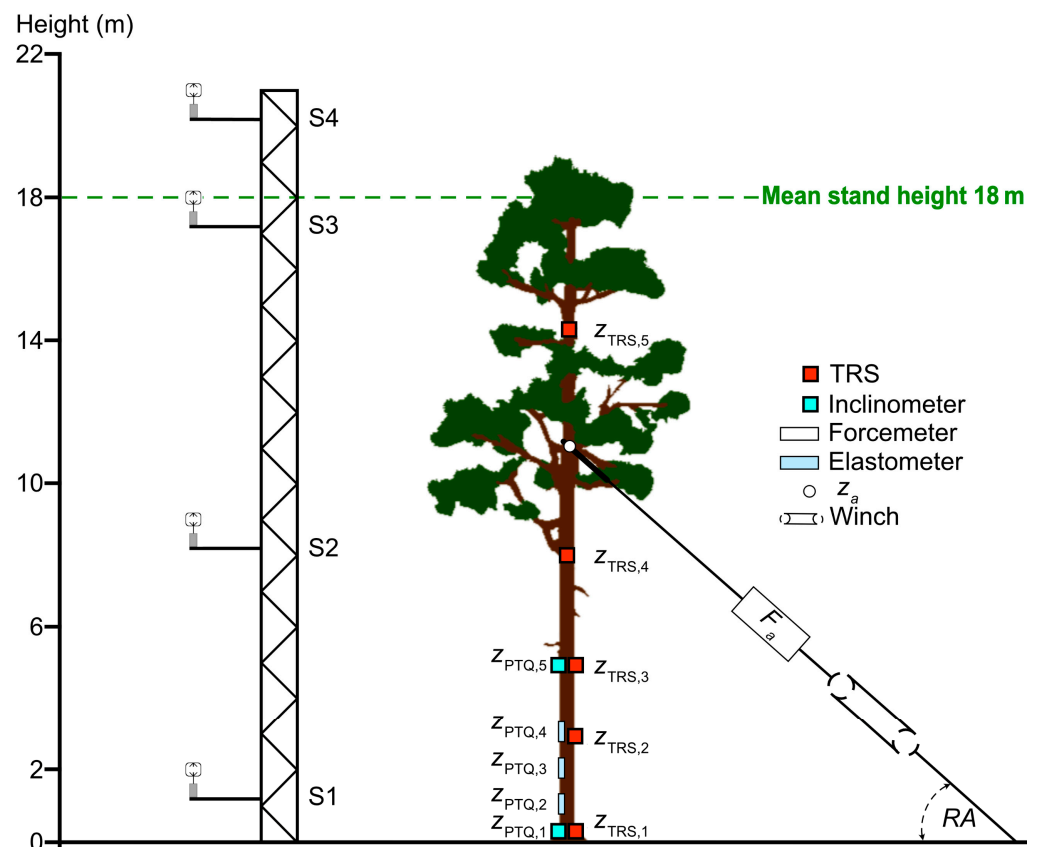 Height (m)
22
S4
18
Mean stand height 18 m
S3
14
zTRS,5
TRS
Inclinometer
Forcemeter
Elastometer
za
Winch
10
S2
zTRS,4
6
Fa
zPTQ,5
zTRS,3
zPTQ,4
zTRS,2
zPTQ,3
2
S1
zPTQ,2
zPTQ,1
zTRS,1
RA
0